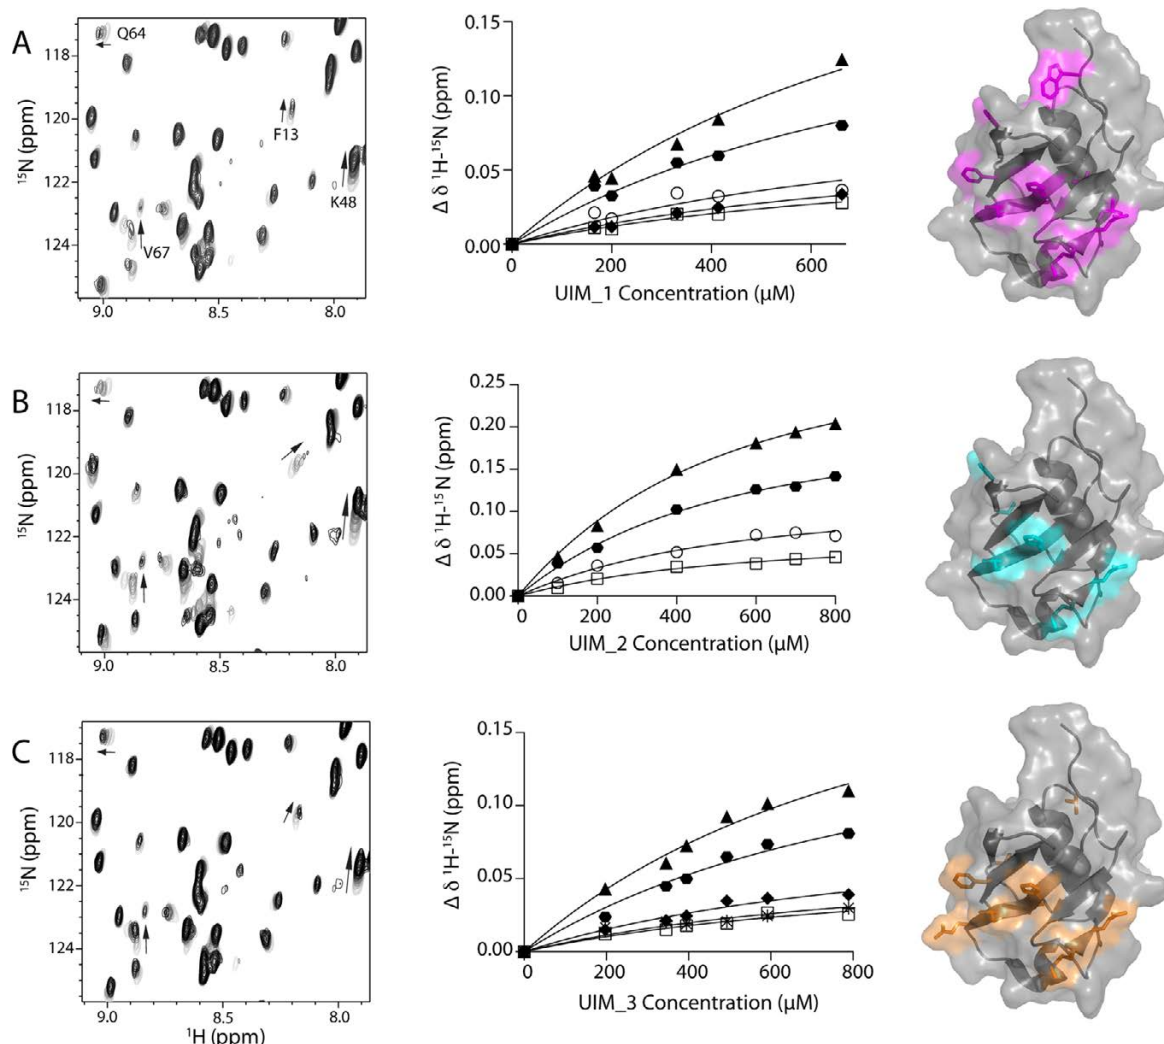 A
Q64
F13
K48
V67
118
120
122
124
¹⁵N (ppm)
9.0
8.5
8.0
0.15
0.10
0.05
0.00
Δ δ ¹H-¹⁵N (ppm)
0
200
400
600
UIM_1 Concentration (µM)
B
118
120
122
124
¹⁵N (ppm)
9.0
8.5
8.0
0.25
0.20
0.15
0.10
0.05
0.00
Δ δ ¹H-¹⁵N (ppm)
0
200
400
600
800
UIM_2 Concentration (µM)
C
118
120
122
124
¹⁵N (ppm)
9.0
8.5
8.0
¹H (ppm)
0.15
0.10
0.05
0.00
Δ δ ¹H-¹⁵N (ppm)
0
200
400
600
800
UIM_3 Concentration (µM)